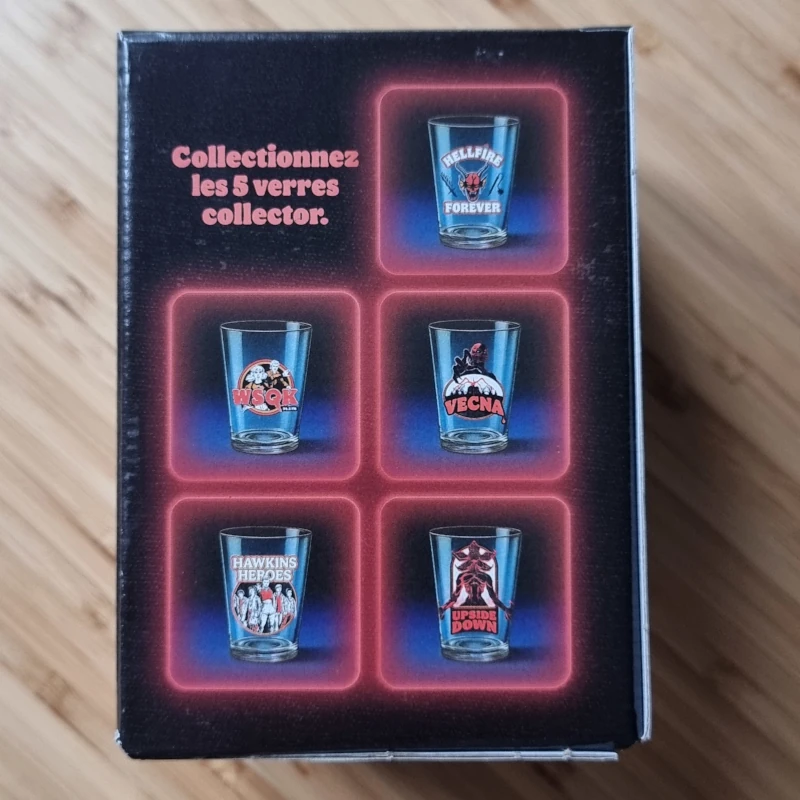 Collectionnez
les 5 verres
collector.
HELLFIRE
FOREVER
WSQK
VECNA
HAWKINS
HEROES
UPSIDE
DOWN